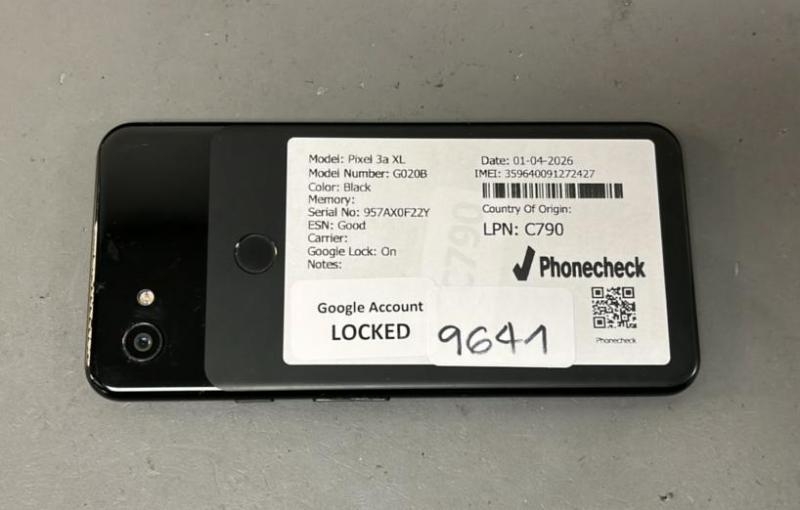 Model: Pixel 3a XL
Model Number: G020B
Color: Black
Memory:
Serial No: 957AX0F22Y
ESN: Good
Carrier:
Google Lock: On
Notes:
Date: 01-04-2026
IMEI: 359640091272427
Country Of Origin:
LPN: C790
Phonecheck
Phonecheck
C790
Google Account
LOCKED
9641